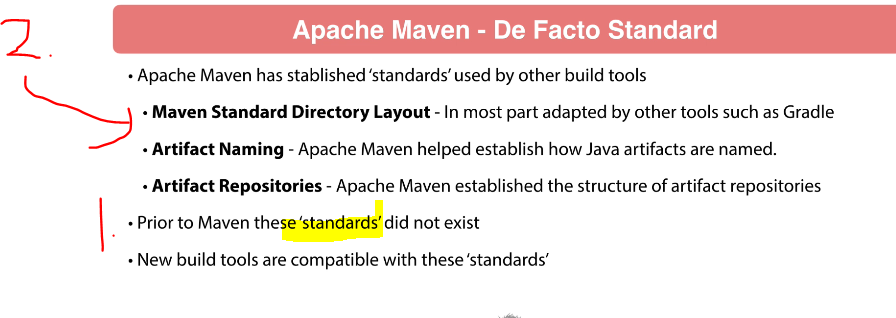 Apache Maven - De Facto Standard
2.
• Apache Maven has stablished ‘standards’ used by other build tools
• Maven Standard Directory Layout - In most part adapted by other tools such as Gradle
• Artifact Naming - Apache Maven helped establish how Java artifacts are named.
• Artifact Repositories - Apache Maven established the structure of artifact repositories
1.
• Prior to Maven these ‘standards’ did not exist
• New build tools are compatible with these ‘standards’